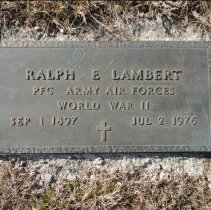 RALPH E LAMBERT
PFC ARMY AIR FORCES
WORLD WAR II
SEP 1 1897 JUL 2 1976